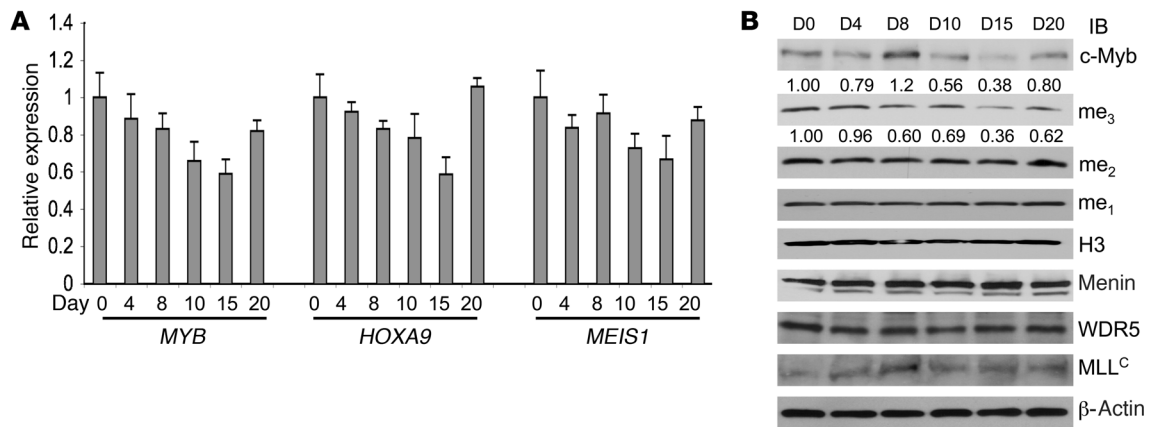 A
1.4
1.2
1
0.8
0.6
0.4
0.2
0
Relative expression
Day 0 4 8 10 15 20 0 4 8 10 15 20 0 4 8 10 15 20
MYB HOXA9 MEIS1
B
D0 D4 D8 D10 D15 D20 IB
c-Myb
1.00 0.79 1.2 0.56 0.38 0.80
me₃
1.00 0.96 0.60 0.69 0.36 0.62
me₂
me₁
H3
Menin
WDR5
MLLᶜ
β-Actin